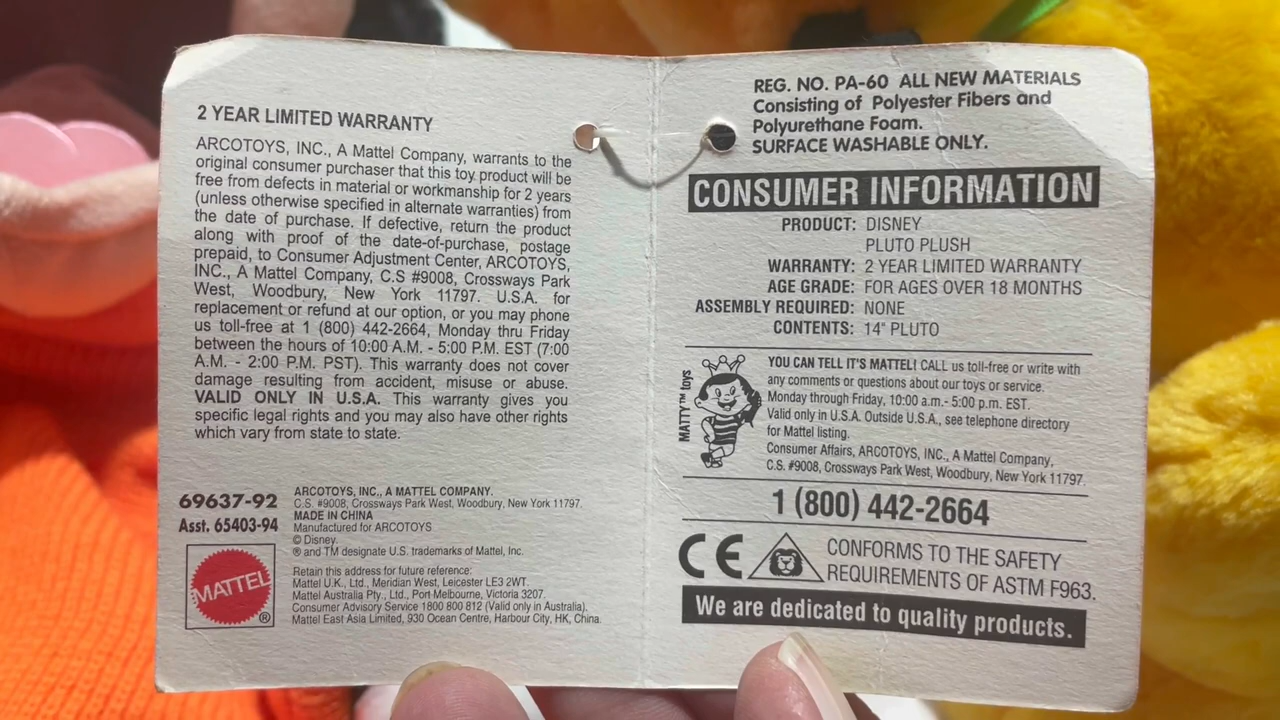 2 YEAR LIMITED WARRANTY
ARCOTOYS, INC., A Mattel Company, warrants to the
original consumer purchaser that this toy product will be
free from defects in material or workmanship for 2 years
(unless otherwise specified in alternate warranties) from
the date of purchase. If defective, return the product
along with proof of the date-of-purchase, postage
prepaid, to Consumer Adjustment Center, ARCOTOYS,
INC., A Mattel Company, C.S #9008, Crossways Park
West, Woodbury, New York 11797. U.S.A. for
replacement or refund at our option, or you may phone
us toll-free at 1 (800) 442-2664, Monday thru Friday
between the hours of 10:00 A.M. - 5:00 P.M. EST (7:00
A.M. - 2:00 P.M. PST). This warranty does not cover
damage resulting from accident, misuse or abuse.
VALID ONLY IN U.S.A. This warranty gives you
specific legal rights and you may also have other rights
which vary from state to state.
69637-92
Asst. 65403-94
MATTEL
®
ARCOTOYS, INC., A MATTEL COMPANY.
C.S. #9008, Crossways Park West, Woodbury, New York 11797.
MADE IN CHINA
Manufactured for ARCOTOYS
© Disney.
® and TM designate U.S. trademarks of Mattel, Inc.
Retain this address for future reference:
Mattel U.K., Ltd., Meridian West, Leicester LE3 2WT.
Mattel Australia Pty., Ltd., Port Melbourne, Victoria 3207.
Consumer Advisory Service 1800 800 812 (Valid only in Australia).
Mattel East Asia Limited, 930 Ocean Centre, Harbour City, HK, China.
REG. NO. PA-60 ALL NEW MATERIALS
Consisting of Polyester Fibers and
Polyurethane Foam.
SURFACE WASHABLE ONLY.
CONSUMER INFORMATION
PRODUCT: DISNEY
PLUTO PLUSH
WARRANTY: 2 YEAR LIMITED WARRANTY
AGE GRADE: FOR AGES OVER 18 MONTHS
ASSEMBLY REQUIRED: NONE
CONTENTS: 14" PLUTO
MATTY™ toys
YOU CAN TELL IT'S MATTEL! CALL us toll-free or write with
any comments or questions about our toys or service.
Monday through Friday, 10:00 a.m.- 5:00 p.m. EST.
Valid only in U.S.A. Outside U.S.A., see telephone directory
for Mattel listing.
Consumer Affairs, ARCOTOYS, INC., A Mattel Company,
C.S. #9008, Crossways Park West, Woodbury, New York 11797.
1 (800) 442-2664
CE
CONFORMS TO THE SAFETY
REQUIREMENTS OF ASTM F963.
We are dedicated to quality products.